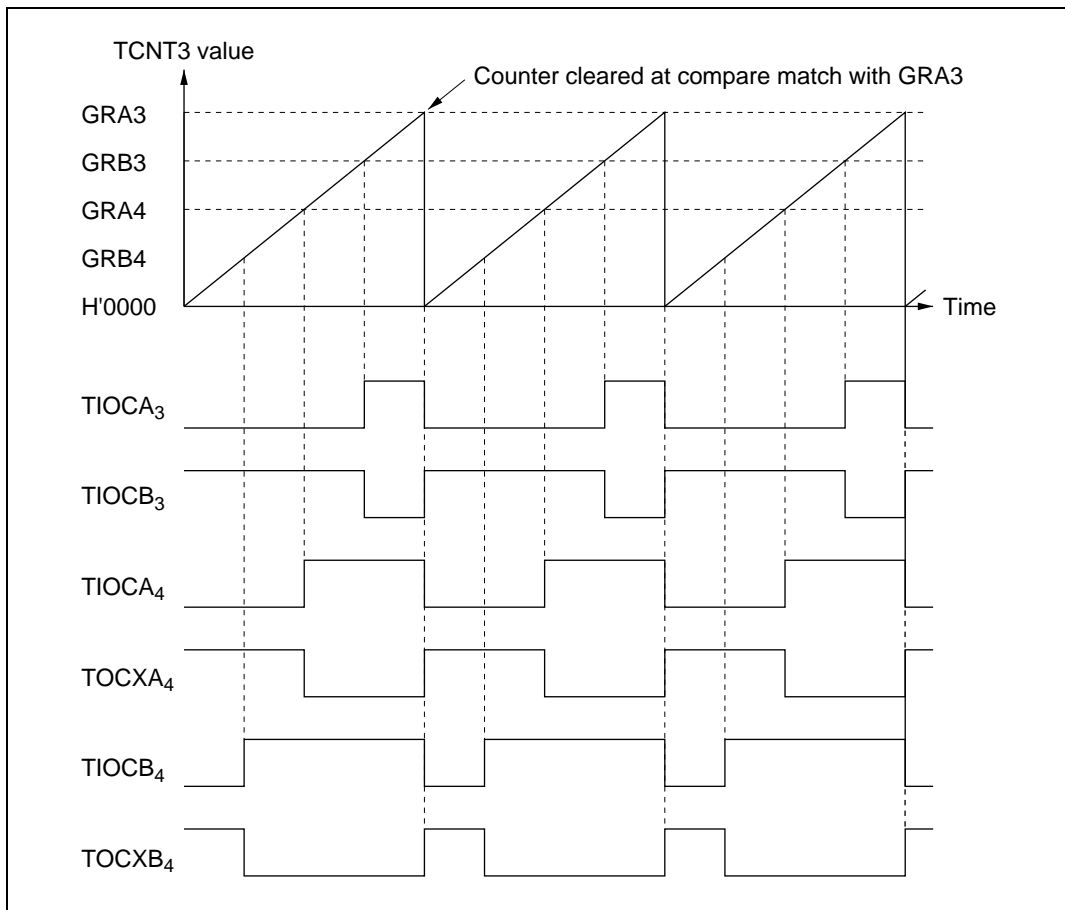 TCNT3 value
Counter cleared at compare match with GRA3
GRA3
GRB3
GRA4
GRB4
H'0000
Time
TIOCA₃
TIOCB₃
TIOCA₄
TOCXA₄
TIOCB₄
TOCXB₄